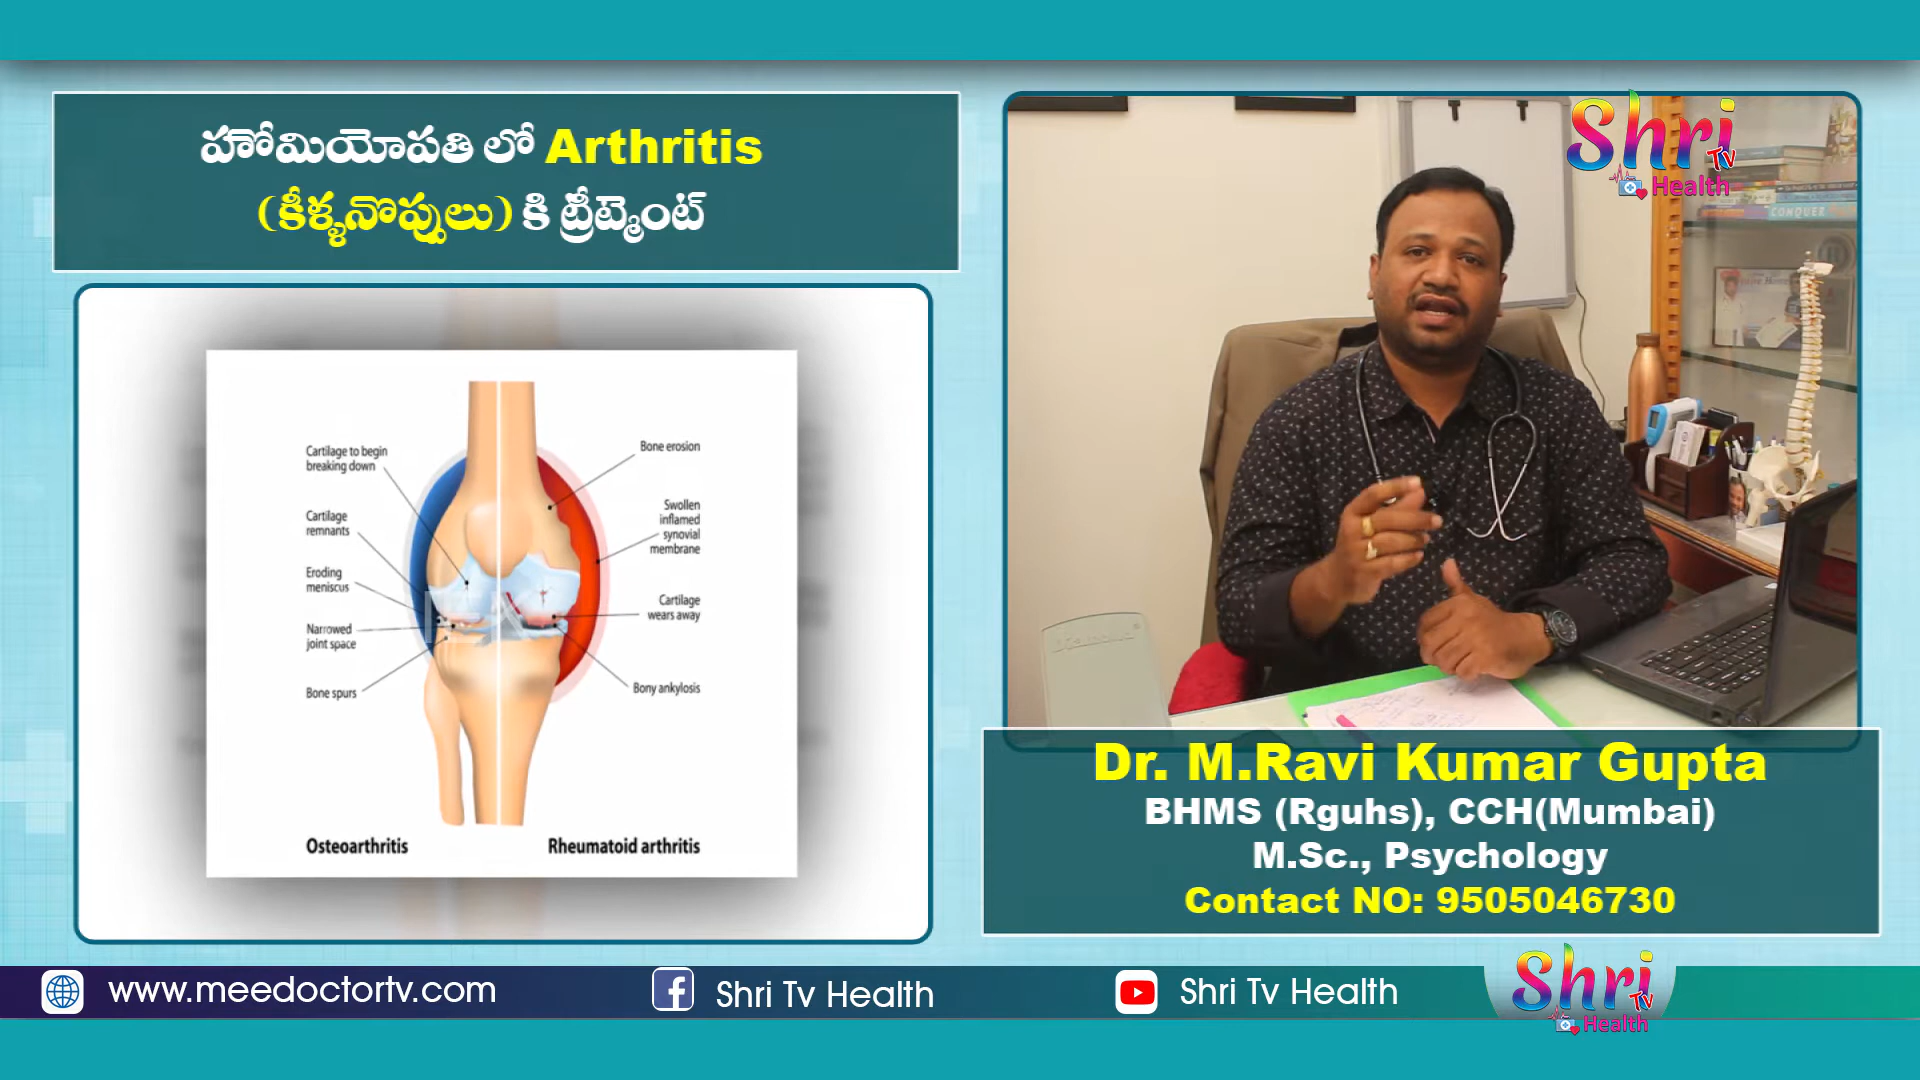 హోమియోపతి లో Arthritis
(కీళ్ళనొప్పులు) కి ట్రీట్మెంట్
Cartilage to begin
breaking down
Cartilage
remnants
Eroding
meniscus
Narrowed
joint space
Bone spurs
Bone erosion
Swollen
inflamed
synovial
membrane
Cartilage
wears away
Bony ankylosis
Osteoarthritis
Rheumatoid arthritis
Shri
Tv
Health
CONQUER
Dr. M.Ravi Kumar Gupta
BHMS (Rguhs), CCH(Mumbai)
M.Sc., Psychology
Contact NO: 9505046730
www.meedoctortv.com
Shri Tv Health
Shri Tv Health
Shri
Tv
Health